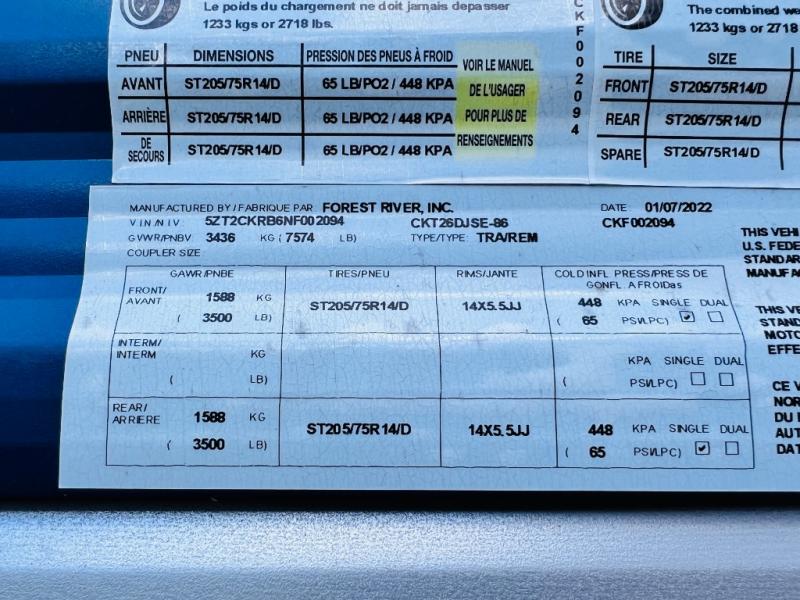 Le poids du chargement ne doit jamais depasser
1233 kgs or 2718 lbs.
PNEU DIMENSIONS PRESSION DES PNEUS À FROID
AVANT ST205/75R14/D 65 LB/PO2 / 448 KPA
ARRIÈRE ST205/75R14/D 65 LB/PO2 / 448 KPA
DE SECOURS ST205/75R14/D 65 LB/PO2 / 448 KPA
VOIR LE MANUEL
DE L'USAGER
POUR PLUS DE
RENSEIGNEMENTS
CKF002094
The combined we
1233 kgs or 2718
TIRE SIZE
FRONT ST205/75R14/D
REAR ST205/75R14/D
SPARE ST205/75R14/D
MANUFACTURED BY / FABRIQUE PAR FOREST RIVER, INC. DATE 01/07/2022
VIN/NIV 5ZT2CKRB6NF002094 CKT26DJSE-86 CKF002094
GVWR/PNBV 3436 KG (7574 LB) TYPE/TYPE: TRA/REM
COUPLER SIZE
GAWR/PNBE TIRES/PNEU RIMS/JANTE COLD INFL PRESS/PRESS DE
GONFL A FROIDas
FRONT/
AVANT 1588 KG ST205/75R14/D 14X5.5JJ 448 KPA SINGLE DUAL
( 3500 LB) ( 65 PSI/LPC)
INTERM/
INTERM KG KPA SINGLE DUAL
( LB) ( PSI/LPC)
REAR/
ARRIERE 1588 KG ST205/75R14/D 14X5.5JJ 448 KPA SINGLE DUAL
( 3500 LB) ( 65 PSI/LPC)
THIS VEHI
U.S. FEDE
STANDAR
MANUFA
THIS VE
STAND
MOTO
EFFE
CE V
NOR
DU
AUT
DAT